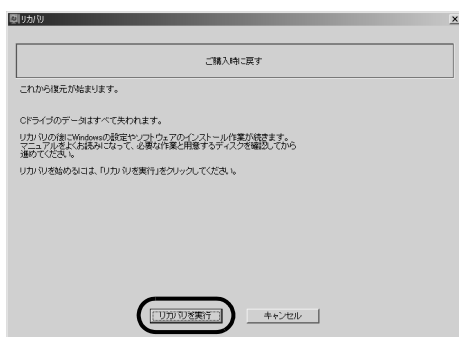 リカバリ
ご購入時に戻す
これから復元が始まります。
Cドライブのデータはすべて失われます。
リカバリの後にWindowsの設定やソフトウェアのインストール作業が続きます。
マニュアルをよくお読みになって、必要な作業と用意するディスクを確認してから
進めてください。
リカバリを始めるには、「リカバリを実行」をクリックしてください。
リカバリを実行
キャンセル